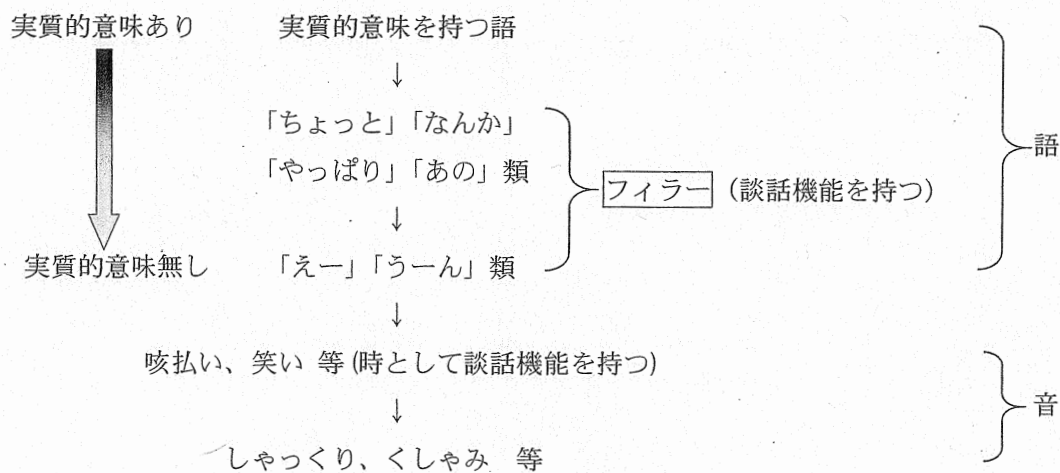 実質的意味あり 実質的意味を持つ語
↓
「ちょっと」「なんか」
「やっぱり」「あの」類
語
フィラー (談話機能を持つ)
↓
実質的意味無し 「えー」「うーん」類
↓
咳払い、笑い 等 (時として談話機能を持つ)
↓
音
しゃっくり、くしゃみ 等